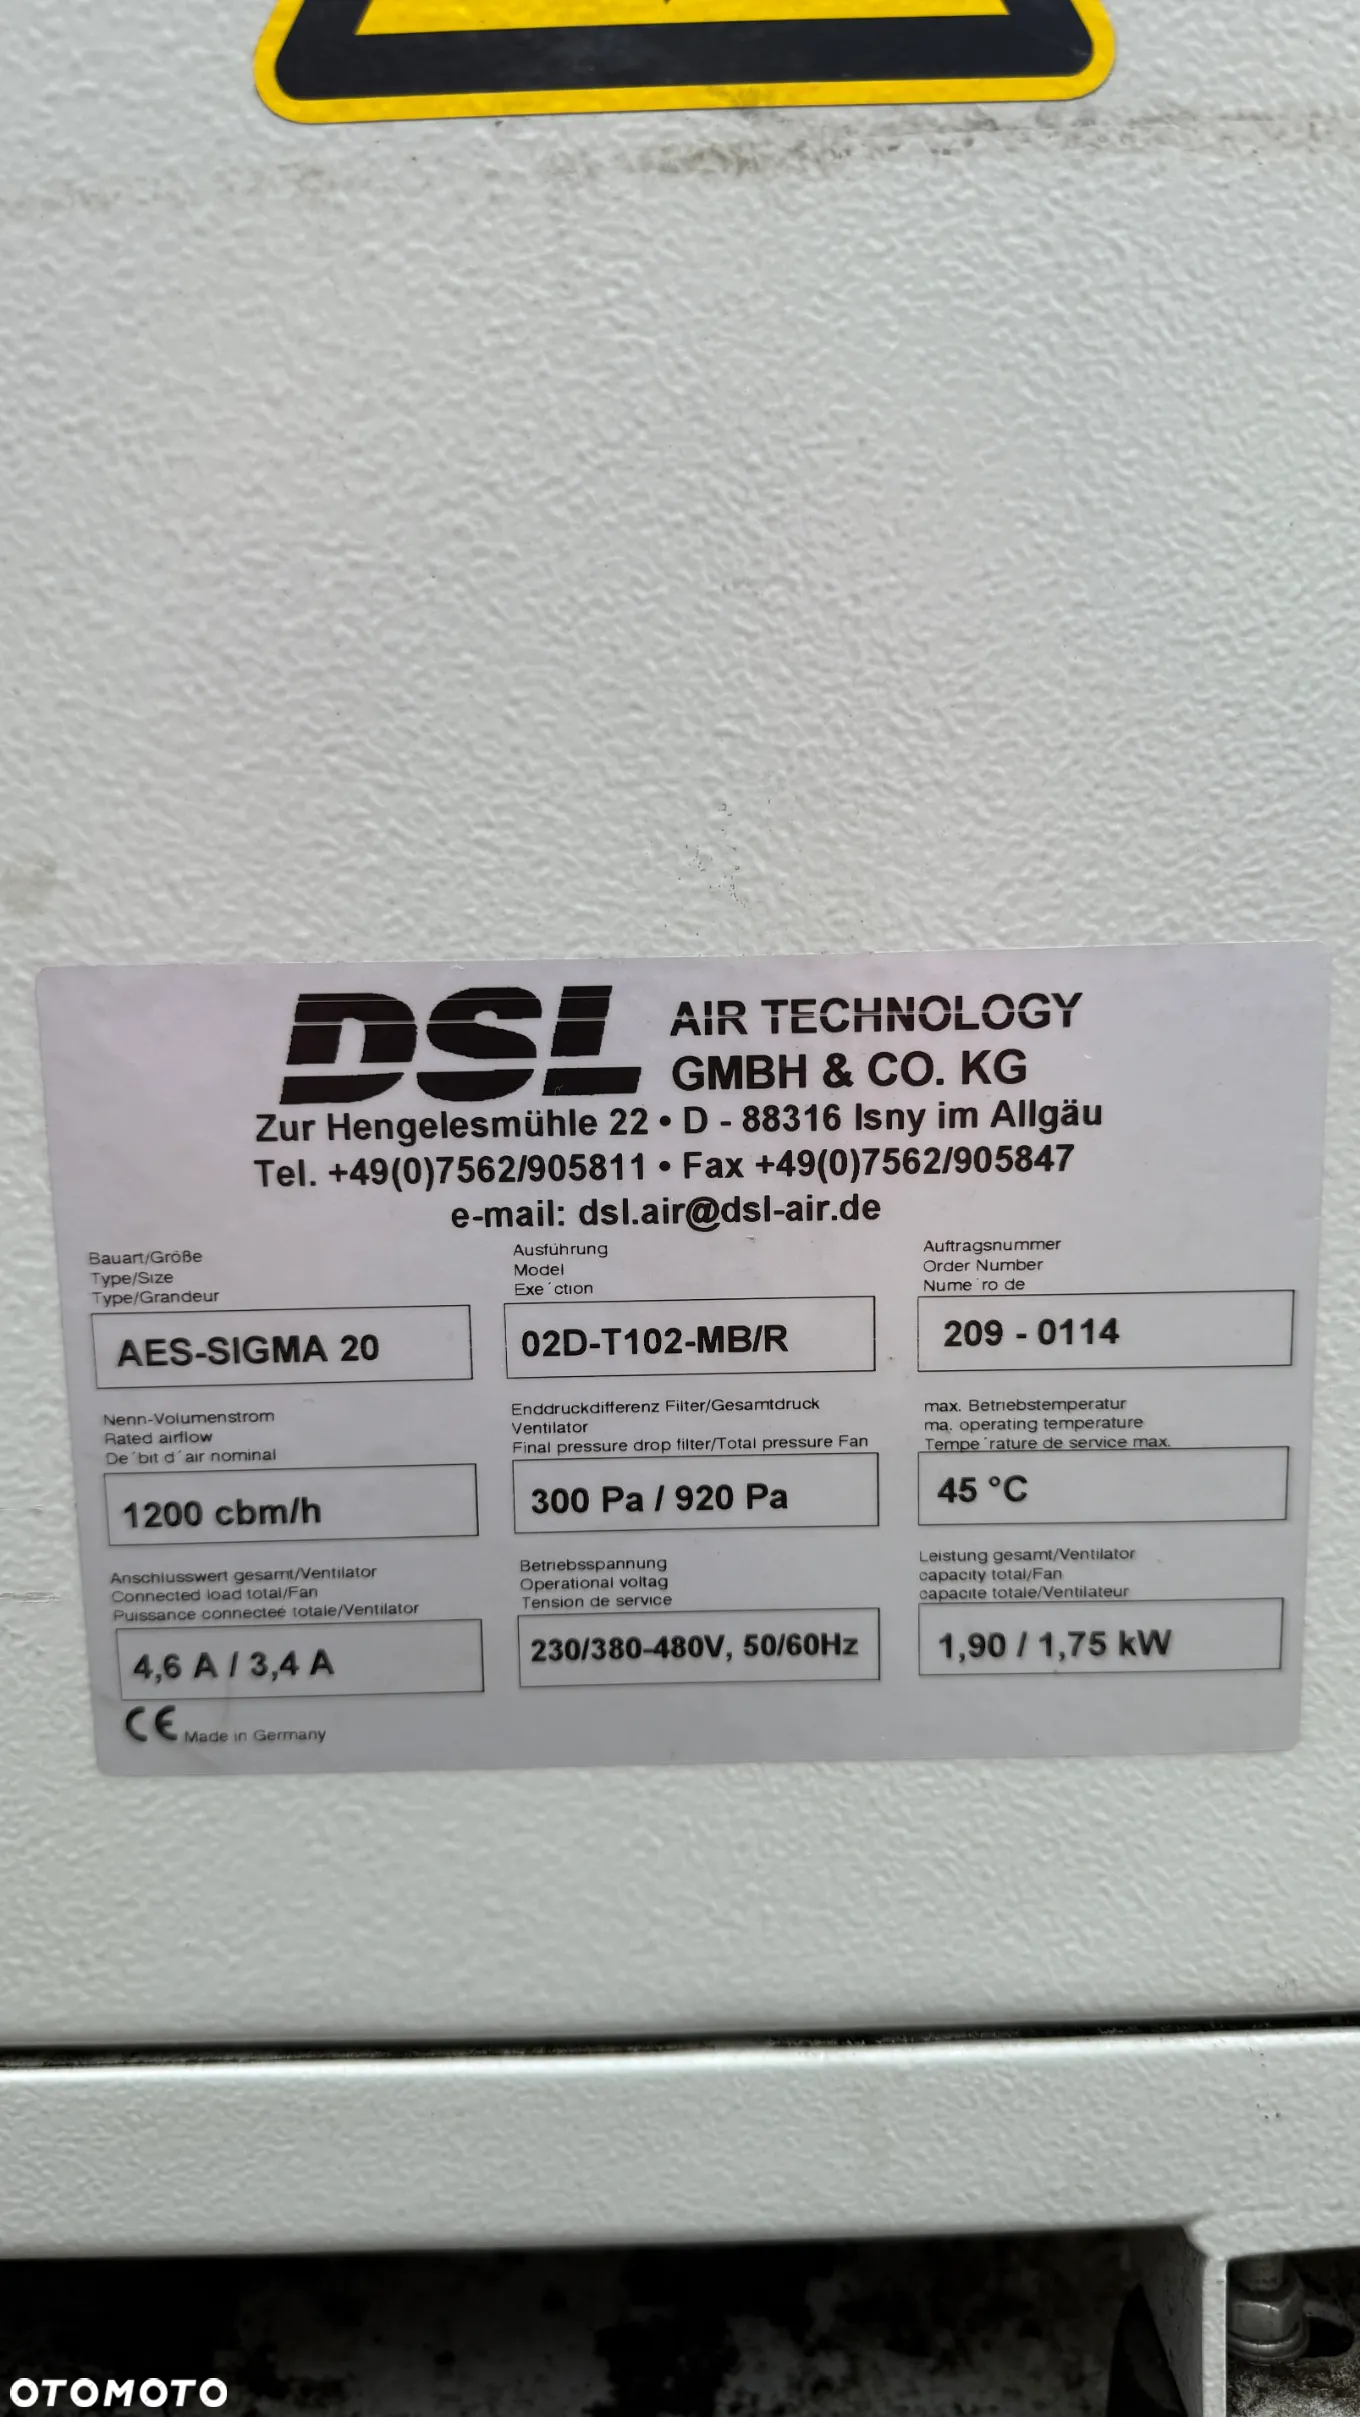 DSL AIR TECHNOLOGY
GMBH & CO. KG
Zur Hengelesmühle 22 • D - 88316 Isny im Allgäu
Tel. +49(0)7562/905811 • Fax +49(0)7562/905847
e-mail: dsl.air@dsl-air.de
Bauart/Größe
Type/Size
Type/Grandeur
AES-SIGMA 20
Ausführung
Model
Exe´ction
02D-T102-MB/R
Auftragsnummer
Order Number
Nume´ro de
209 - 0114
Nenn-Volumenstrom
Rated airflow
De´bit d´air nominal
1200 cbm/h
Enddruckdifferenz Filter/Gesamtdruck
Ventilator
Final pressure drop filter/Total pressure Fan
300 Pa / 920 Pa
max. Betriebstemperatur
ma. operating temperature
Tempe´rature de service max.
45 °C
Anschlusswert gesamt/Ventilator
Connected load total/Fan
Puissance connecteé totale/Ventilator
4,6 A / 3,4 A
Betriebsspannung
Operational voltag
Tension de service
230/380-480V, 50/60Hz
Leistung gesamt/Ventilator
capacity total/Fan
capacite totale/Ventilateur
1,90 / 1,75 kW
CE Made in Germany
OTOMOTO